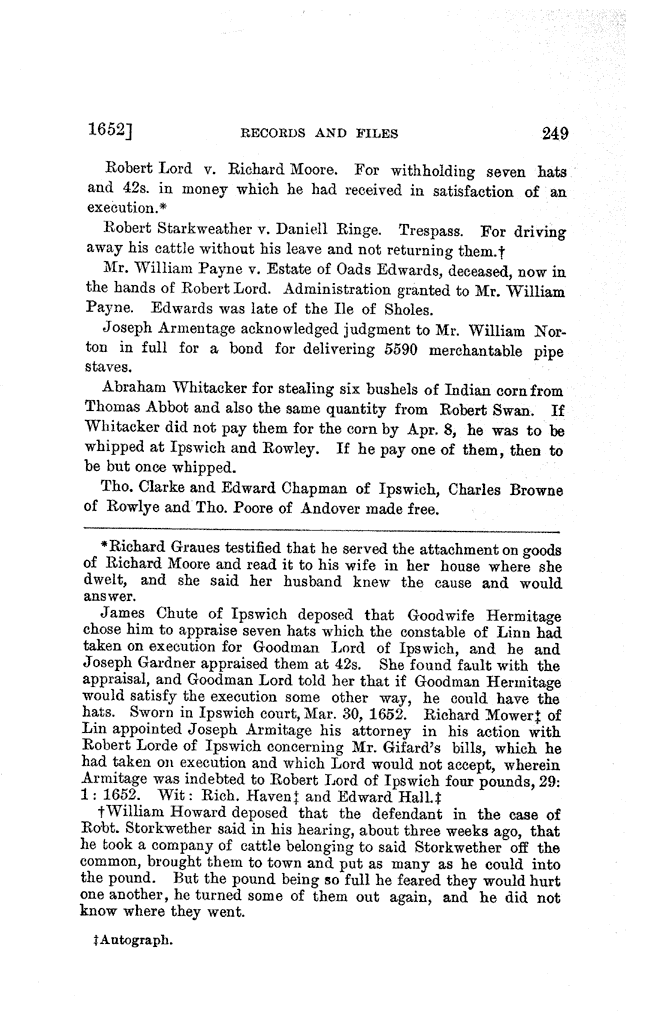 1652] RECORDS AND FILES 249
Robert Lord v. Richard Moore. For withholding seven hats
and 42s. in money which he had received in satisfaction of an
execution.*
Robert Starkweather v. Daniell Ringe. Trespass. For driving
away his cattle without his leave and not returning them.†
Mr. William Payne v. Estate of Oads Edwards, deceased, now in
the hands of Robert Lord. Administration granted to Mr. William
Payne. Edwards was late of the Ile of Sholes.
Joseph Armentage acknowledged judgment to Mr. William Nor-
ton in full for a bond for delivering 5590 merchantable pipe
staves.
Abraham Whitacker for stealing six bushels of Indian corn from
Thomas Abbot and also the same quantity from Robert Swan. If
Whitacker did not pay them for the corn by Apr. 8, he was to be
whipped at Ipswich and Rowley. If he pay one of them, then to
be but once whipped.
Tho. Clarke and Edward Chapman of Ipswich, Charles Browne
of Rowlye and Tho. Poore of Andover made free.
*Richard Graues testified that he served the attachment on goods
of Richard Moore and read it to his wife in her house where she
dwelt, and she said her husband knew the cause and would
answer.
James Chute of Ipswich deposed that Goodwife Hermitage
chose him to appraise seven hats which the constable of Linn had
taken on execution for Goodman Lord of Ipswich, and he and
Joseph Gardner appraised them at 42s. She found fault with the
appraisal, and Goodman Lord told her that if Goodman Hermitage
would satisfy the execution some other way, he could have the
hats. Sworn in Ipswich court, Mar. 30, 1652. Richard Mower‡ of
Lin appointed Joseph Armitage his attorney in his action with
Robert Lorde of Ipswich concerning Mr. Gifard's bills, which he
had taken on execution and which Lord would not accept, wherein
Armitage was indebted to Robert Lord of Ipswich four pounds, 29:
1: 1652. Wit: Rich. Haven‡ and Edward Hall.‡
†William Howard deposed that the defendant in the case of
Robt. Storkwether said in his hearing, about three weeks ago, that
he took a company of cattle belonging to said Storkwether off the
common, brought them to town and put as many as he could into
the pound. But the pound being so full he feared they would hurt
one another, he turned some of them out again, and he did not
know where they went.
‡Autograph.